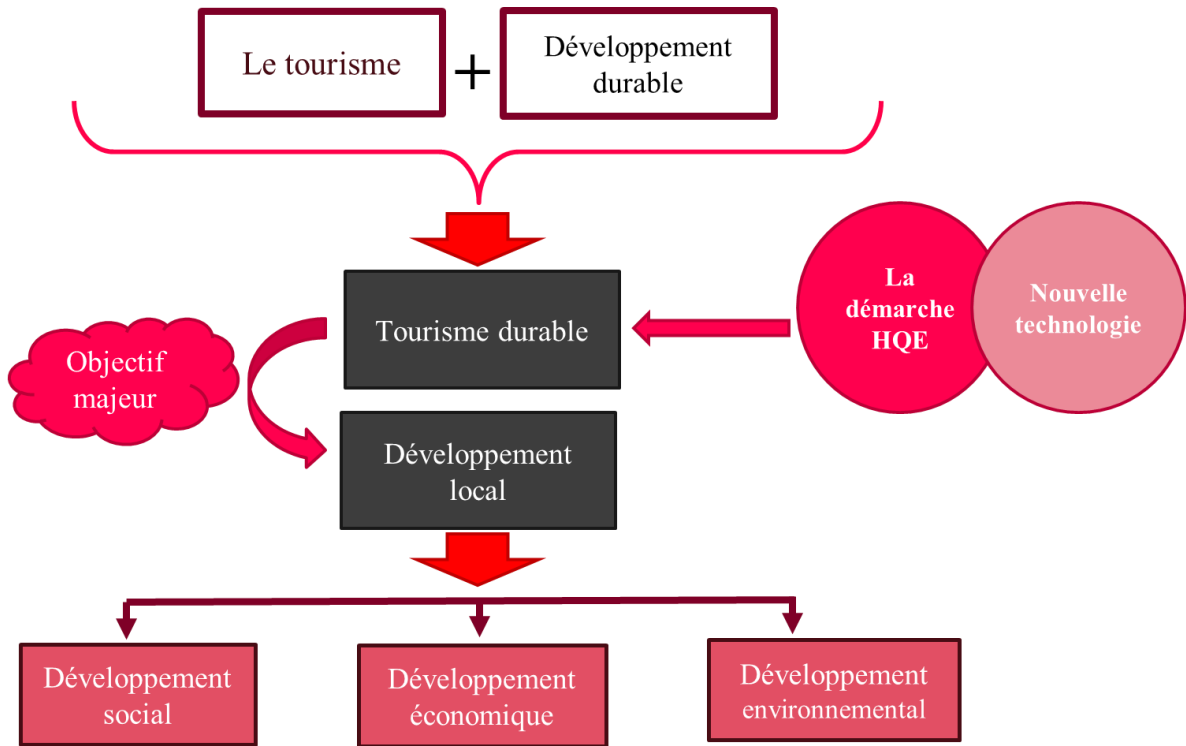 Le tourisme
+
Développement
durable
La
démarche
HQE
Nouvelle
technologie
Tourisme durable
Objectif
majeur
Développement
local
Développement
social
Développement
économique
Développement
environnemental